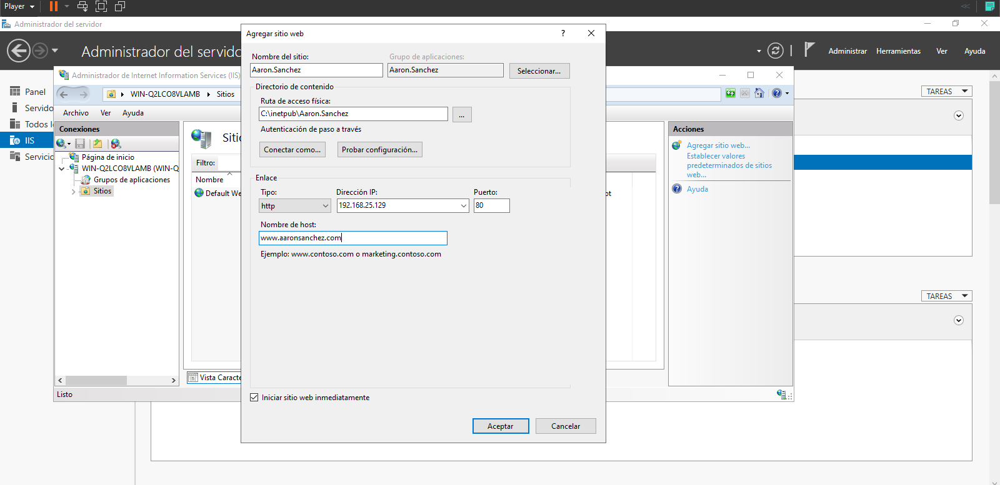 Player
Administrador del servidor
Administrador del servido
Administrar Herramientas Ver Ayuda
Panel
Servido
Todos l
IIS
Servicio
TAREAS
TAREAS
Administrador de Internet Information Services (IIS)
WIN-Q2LCO8VLAMB Sitios
Archivo Ver Ayuda
Conexiones
Página de inicio
WIN-Q2LCO8VLAMB (WIN-Q
Grupos de aplicaciones
Sitios
Siti
Filtro:
Nombre
Default We
ot
Vista Caracte
Listo
Acciones
Agregar sitio web...
Establecer valores
predeterminados de sitios
web...
Ayuda
Agregar sitio web
?
Nombre del sitio: Grupo de aplicaciones:
Aaron.Sanchez Aaron.Sanchez Seleccionar...
Directorio de contenido
Ruta de acceso física:
C:\inetpub\Aaron.Sanchez ...
Autenticación de paso a través
Conectar como... Probar configuración...
Enlace
Tipo: Dirección IP: Puerto:
http 192.168.25.129 80
Nombre de host:
www.aaronsanchez.com
Ejemplo: www.contoso.com o marketing.contoso.com
Iniciar sitio web inmediatamente
Aceptar Cancelar